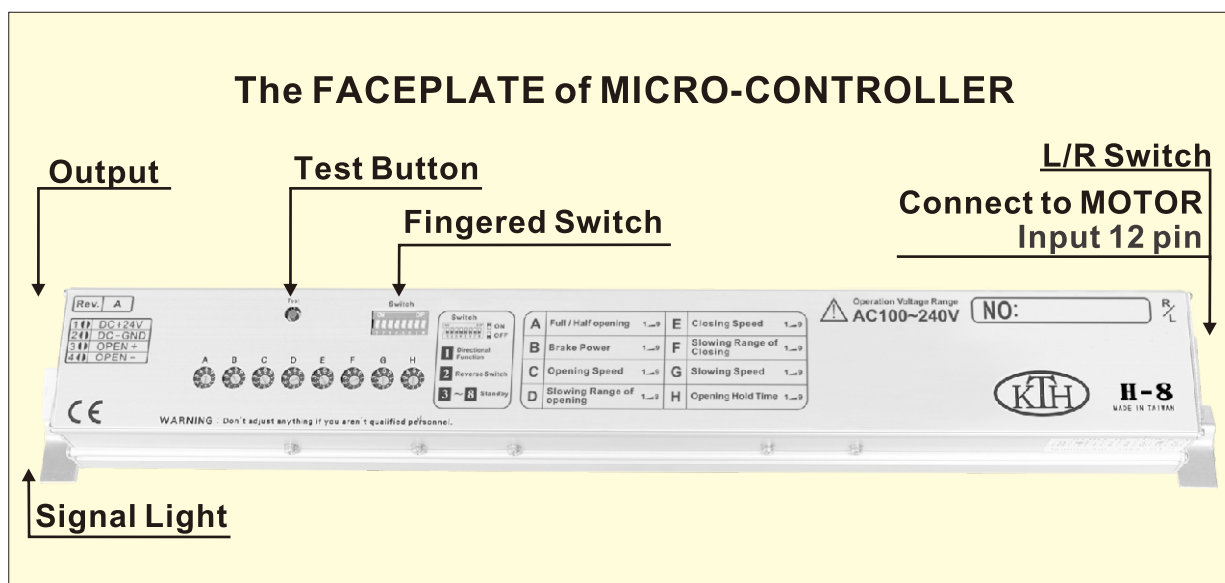 The FACEPLATE of MICRO-CONTROLLER
Output
Test Button
Fingered Switch
L/R Switch
Connect to MOTOR
Input 12 pin
Rev. A
1 DC+24V
2 DC-GND
3 OPEN +
4 OPEN -
Test
Switch
A B C D E F G H
Switch
ON
OFF
1 Directional Function
2 Reverse Switch
3 ~ 8 Standby
A Full / Half opening 1→9 E Closing Speed 1→9
B Brake Power 1→9 F Slowing Range of Closing 1→9
C Opening Speed 1→9 G Slowing Speed 1→9
D Slowing Range of opening 1→9 H Opening Hold Time 1→9
Operation Voltage Range
AC100~240V
NO:
R/L
KTH
H-8
MADE IN TAIWAN
CE
WARNING : Don't adjust anything if you aren't qualified personnel.
Signal Light